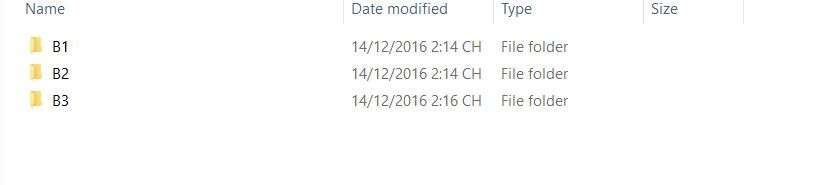 Name Date modified Type Size
B1 14/12/2016 2:14 CH File folder
B2 14/12/2016 2:14 CH File folder
B3 14/12/2016 2:16 CH File folder